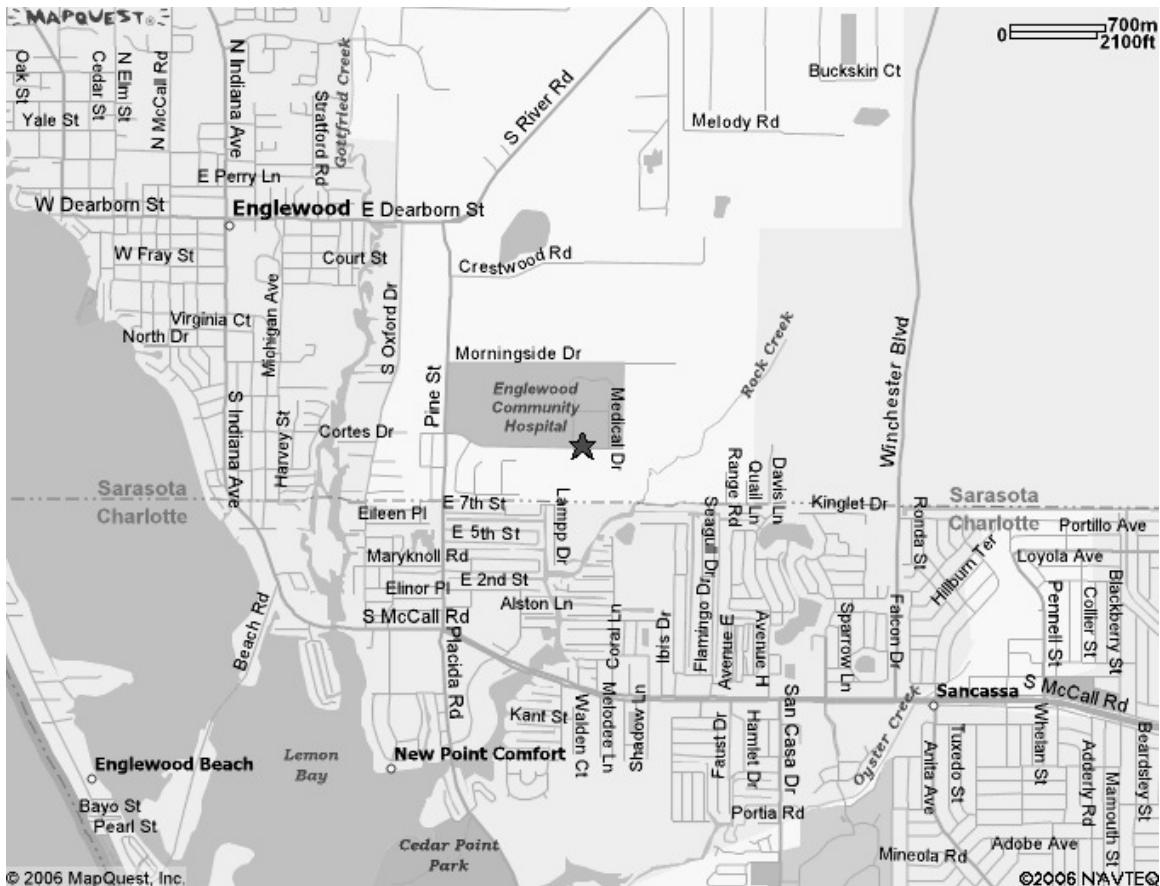 MAPQUEST
0 700m
2100ft
Oak St
Cedar St
N Elm St
N McCall Rd
N Indiana Ave
Stratford Rd
Gottfried Creek
S River Rd
Buckskin Ct
Melody Rd
Yale St
E Perry Ln
W Dearborn St
Englewood
E Dearborn St
W Fray St
Court St
Crestwood Rd
Michigan Ave
S Oxford Dr
Virginia Ct
North Dr
Morningside Dr
Rock Creek
Winchester Blvd
Pine St
Englewood
Community
Hospital
Medical Dr
S Indiana Ave
Harvey St
Cortes Dr
Range Rd
Quail Ln
Davis Ln
Sarasota
Charlotte
E 7th St
Eileen Pl
Lampp Dr
Seagull Dr
Kinglet Dr
Ronda St
Sarasota
Charlotte
Portillo Ave
E 5th St
Maryknoll Rd
Loyola Ave
Hillburn Ter
E 2nd St
Elinor Pl
Alston Ln
S McCall Rd
Beach Rd
Placida Rd
Coral Ln
Ibis Dr
Flamingo Dr
Avenue E
Avenue H
Sparrow Ln
Falcon Dr
Pennell St
Collier St
Blackberry St
S McCall Rd
Sancassa
Kant St
Walden Ct
Melodee Ln
Shadow Ln
Faust Dr
Hamlet Dr
San Casa Dr
Oyster Creek
Anita Ave
Tuxedo St
Whelan St
Adderly Rd
Mamouth St
Beardsley St
Lemon
Bay
New Point Comfort
Englewood Beach
Bayo St
Pearl St
Portia Rd
Cedar Point
Park
Adobe Ave
Mineola Rd
© 2006 MapQuest, Inc.
©2006 NAVTEQ